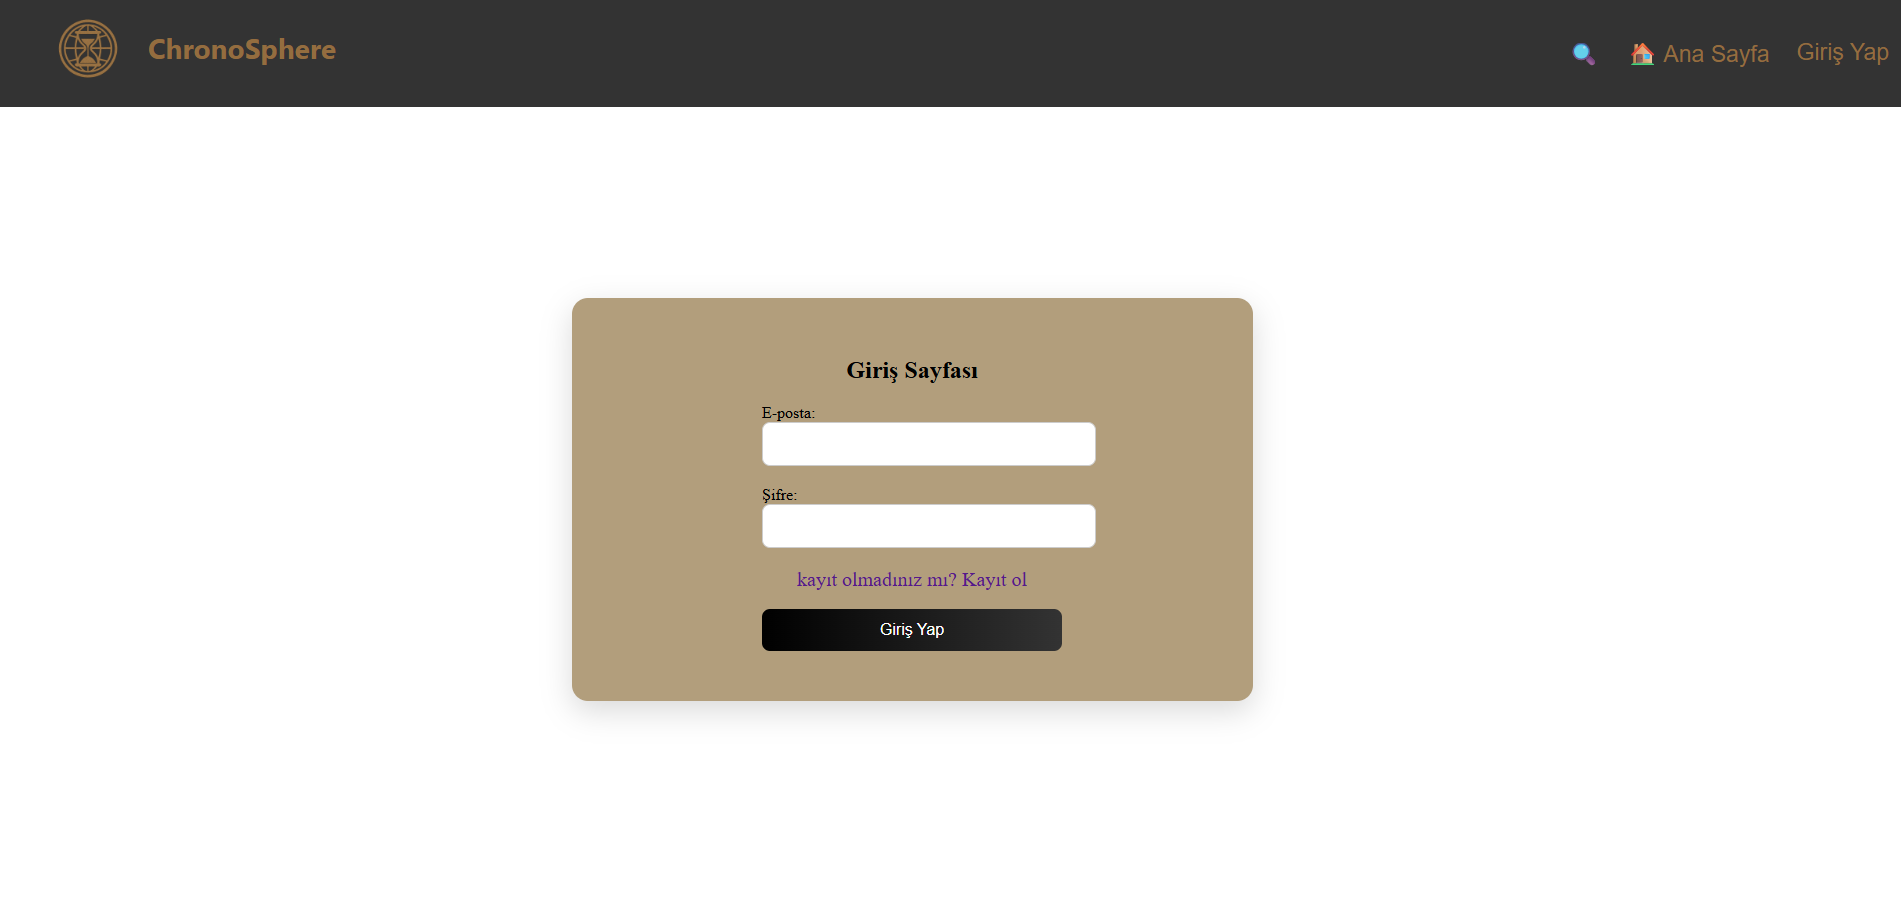 ChronoSphere
Ana Sayfa
Giriş Yap
Giriş Sayfası
E-posta:
Şifre:
kayıt olmadınız mı? Kayıt ol
Giriş Yap